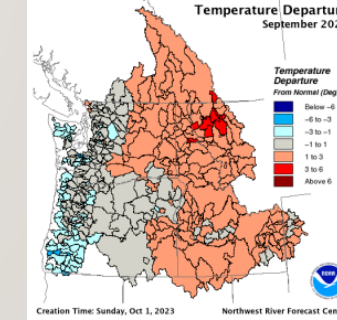 Temperature Departur
September 202
Temperature
Departure
From Normal (Deg
Below -6
-6 to -3
-3 to -1
-1 to 1
1 to 3
3 to 6
Above 6
NOAA
Creation Time: Sunday, Oct 1, 2023
Northwest River Forecast Cen